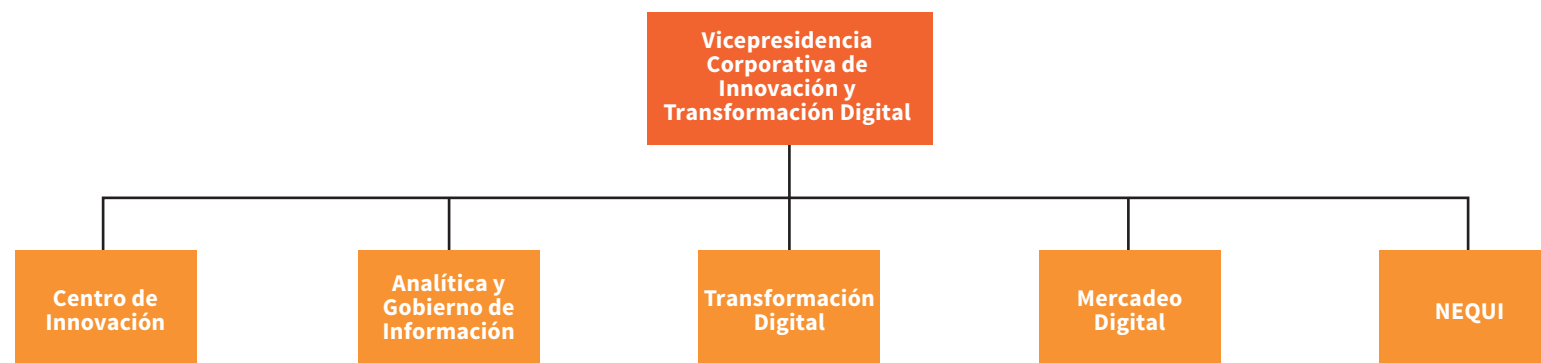 Vicepresidencia
Corporativa de
Innovación y
Transformación Digital
Centro de
Innovación
Analítica y
Gobierno de
Información
Transformación
Digital
Mercadeo
Digital
NEQUI